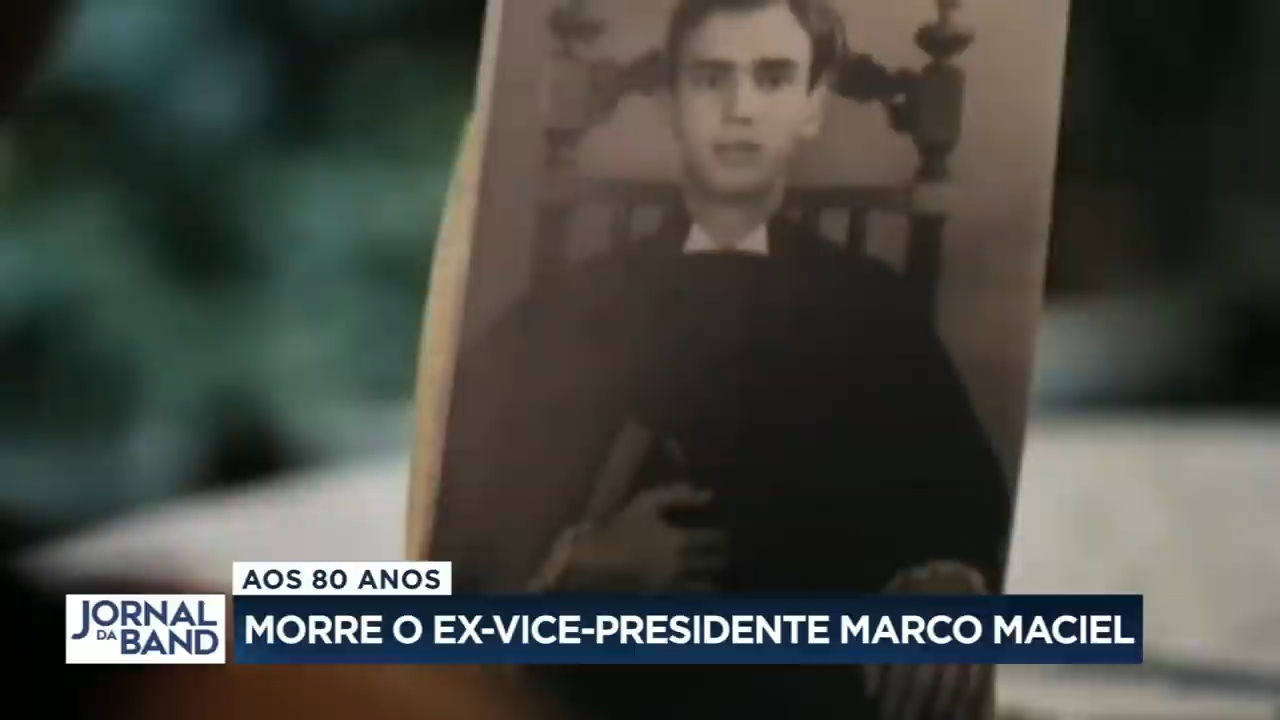 AOS 80 ANOS
JORNAL
DA
BAND
MORRE O EX-VICE-PRESIDENTE MARCO MACIEL